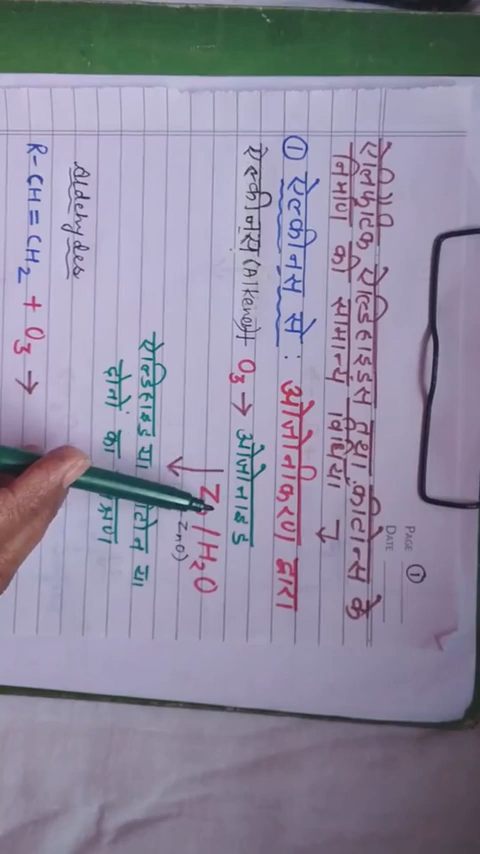 PAGE ①
DATE
ऐलिफैटिक ऐल्डिहाइड्स तथा कीटोन्स के
निर्माण की सामान्य विधियाँ
① ऐल्कीनस से : ओजोनीकरण द्वारा
ऐल्कीनस (Alkene) + O3 → ओजोनाइड
Zn/H2O
ZnO)
ऐल्डिहाइड या कीटोन या
दोनों का
Aldehydes
R-CH=CH2 + O3 →